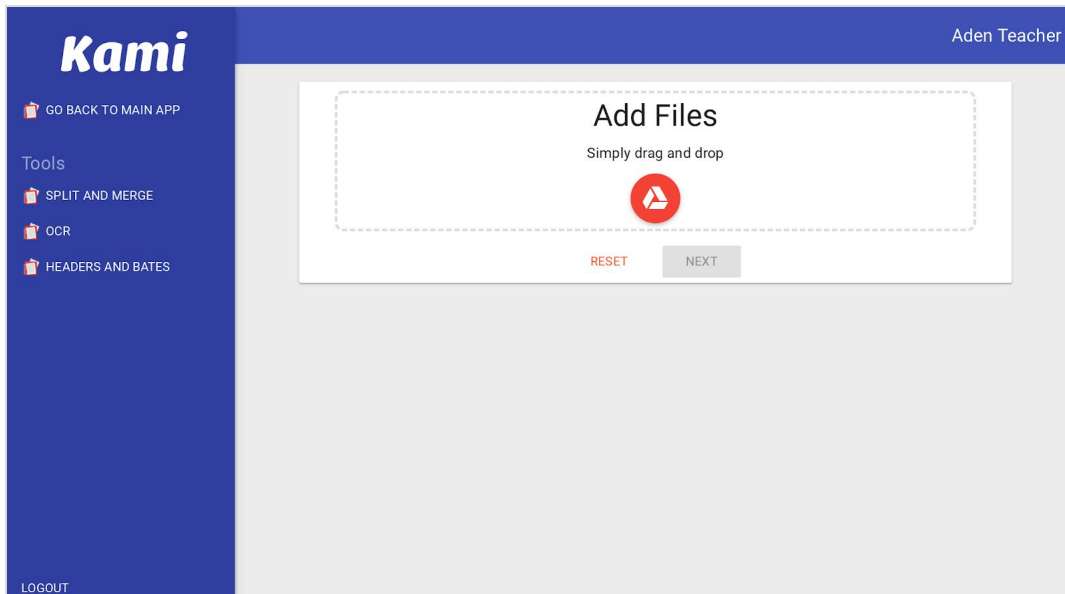 Kami
Aden Teacher
GO BACK TO MAIN APP
Tools
SPLIT AND MERGE
OCR
HEADERS AND BATES
LOGOUT
Add Files
Simply drag and drop
RESET
NEXT